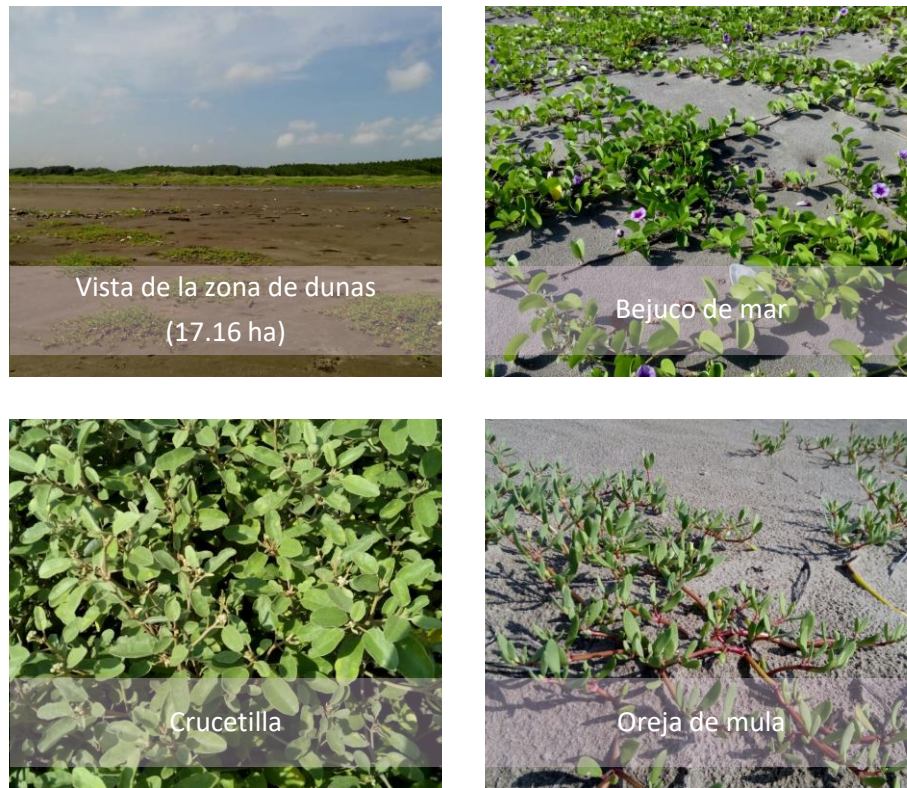 Vista de la zona de dunas
(17.16 ha)
Bejuco de mar
Crucetilla
Oreja de mula